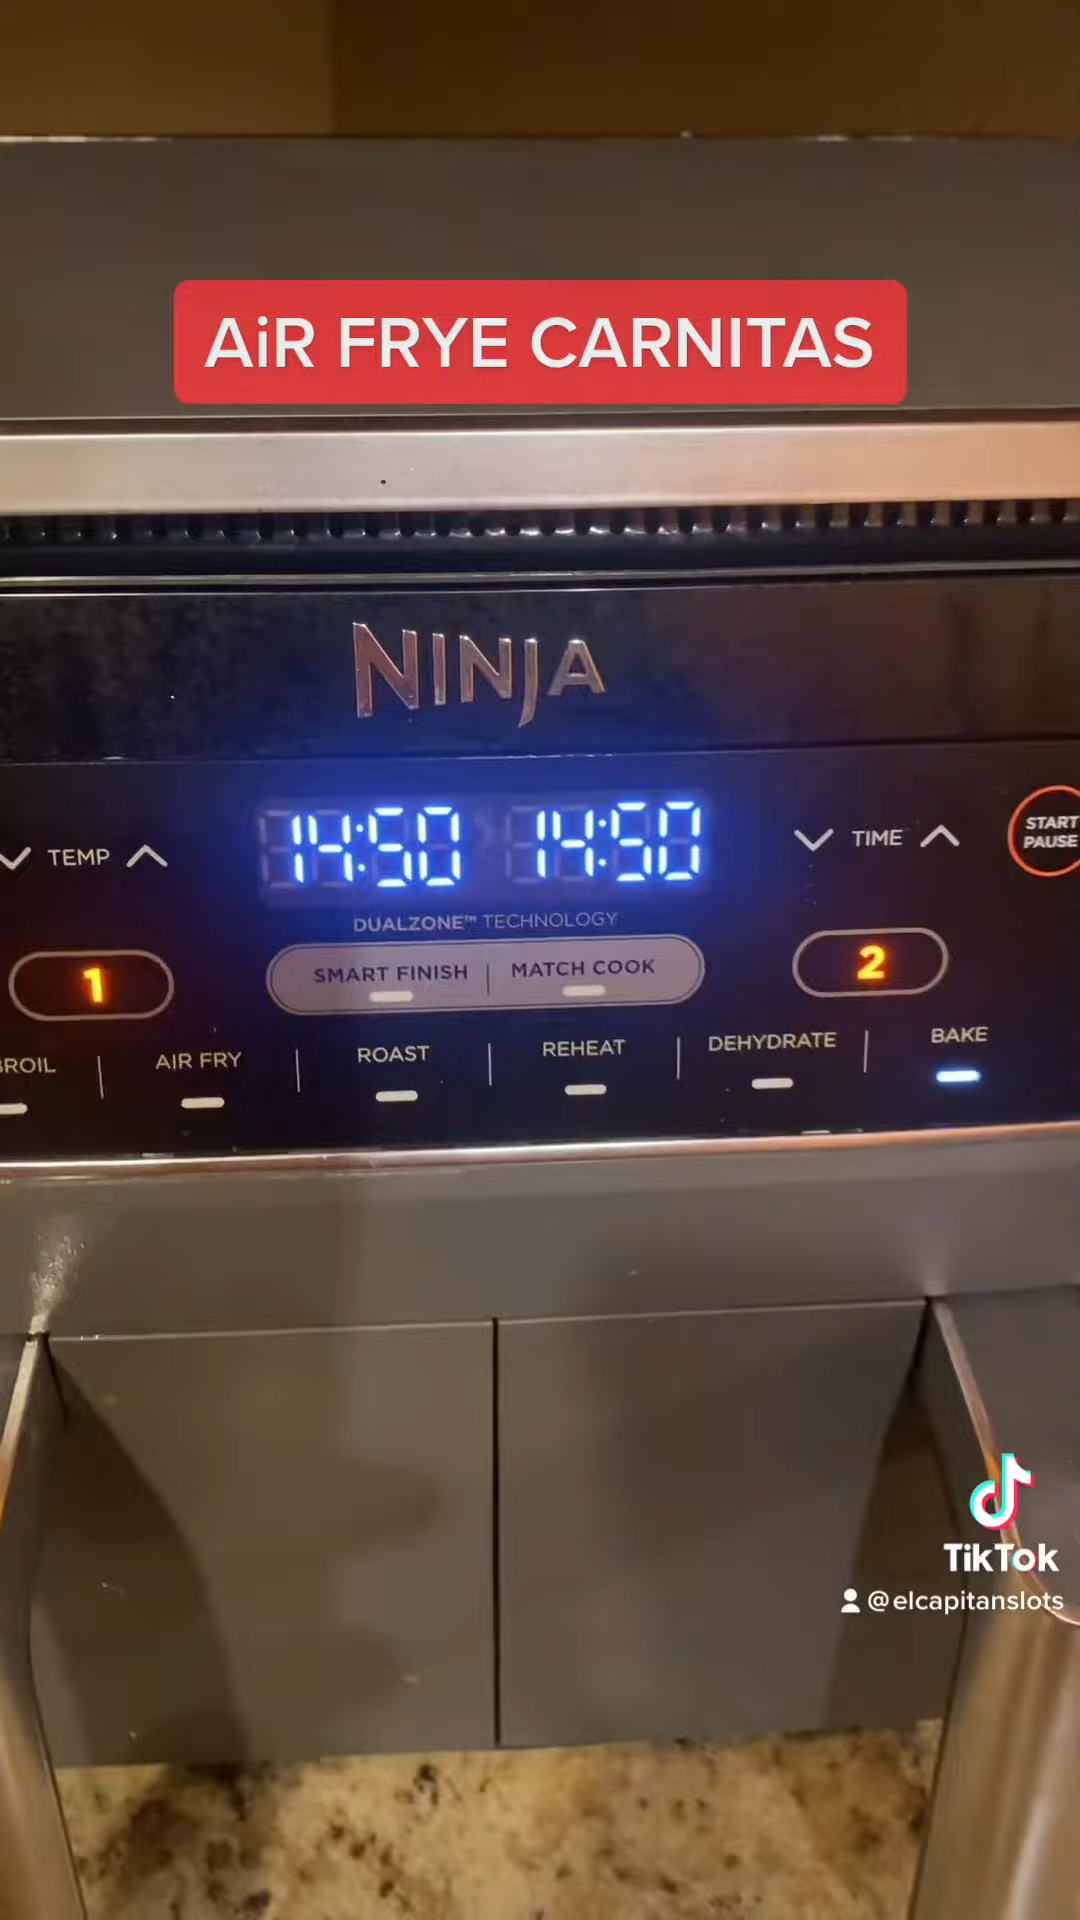 AiR FRYE CARNITAS
NINJA
TEMP
14:50 14:50
TIME
START
PAUSE
DUALZONE™ TECHNOLOGY
1
SMART FINISH | MATCH COOK
2
BROIL | AIR FRY | ROAST | REHEAT | DEHYDRATE | BAKE
TikTok
@elcapitanslots